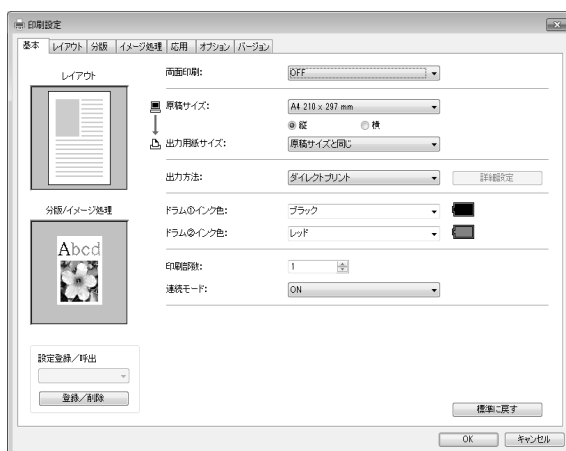 印刷設定
基本 レイアウト 分版 イメージ処理 応用 オプション バージョン
レイアウト
両面印刷: OFF
原稿サイズ: A4 210 x 297 mm
縦 横
出力用紙サイズ: 原稿サイズと同じ
出力方法: ダイレクトプリント 詳細設定
分版/イメージ処理
Abcd
ドラム①インク色: ブラック
ドラム②インク色: レッド
印刷部数: 1
連続モード: ON
設定登録/呼出
登録/削除
標準に戻す
OK キャンセル